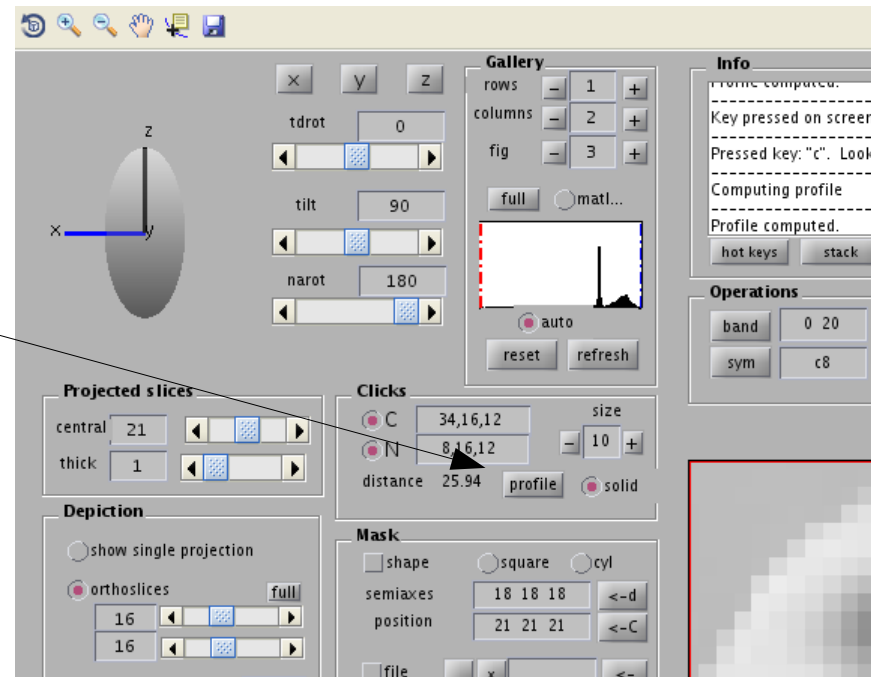 x y z
tdrot 0
tilt 90
narot 180
z
x
y
Gallery
rows - 1 +
columns - 2 +
fig - 3 +
full matl...
auto
reset refresh
Info
Profile computed.
Key pressed on screen
Pressed key: "c". Look
Computing profile
Profile computed.
hot keys stack
Operations
band 0 20
sym c8
Projected slices
central 21
thick 1
Clicks
C 34,16,12
N 8,16,12
size
- 10 +
distance 25.94 profile solid
Depiction
show single projection
orthoslices full
16
16
Mask
shape square cyl
semiaxes 18 18 18 <-d
position 21 21 21 <-C
file x <-